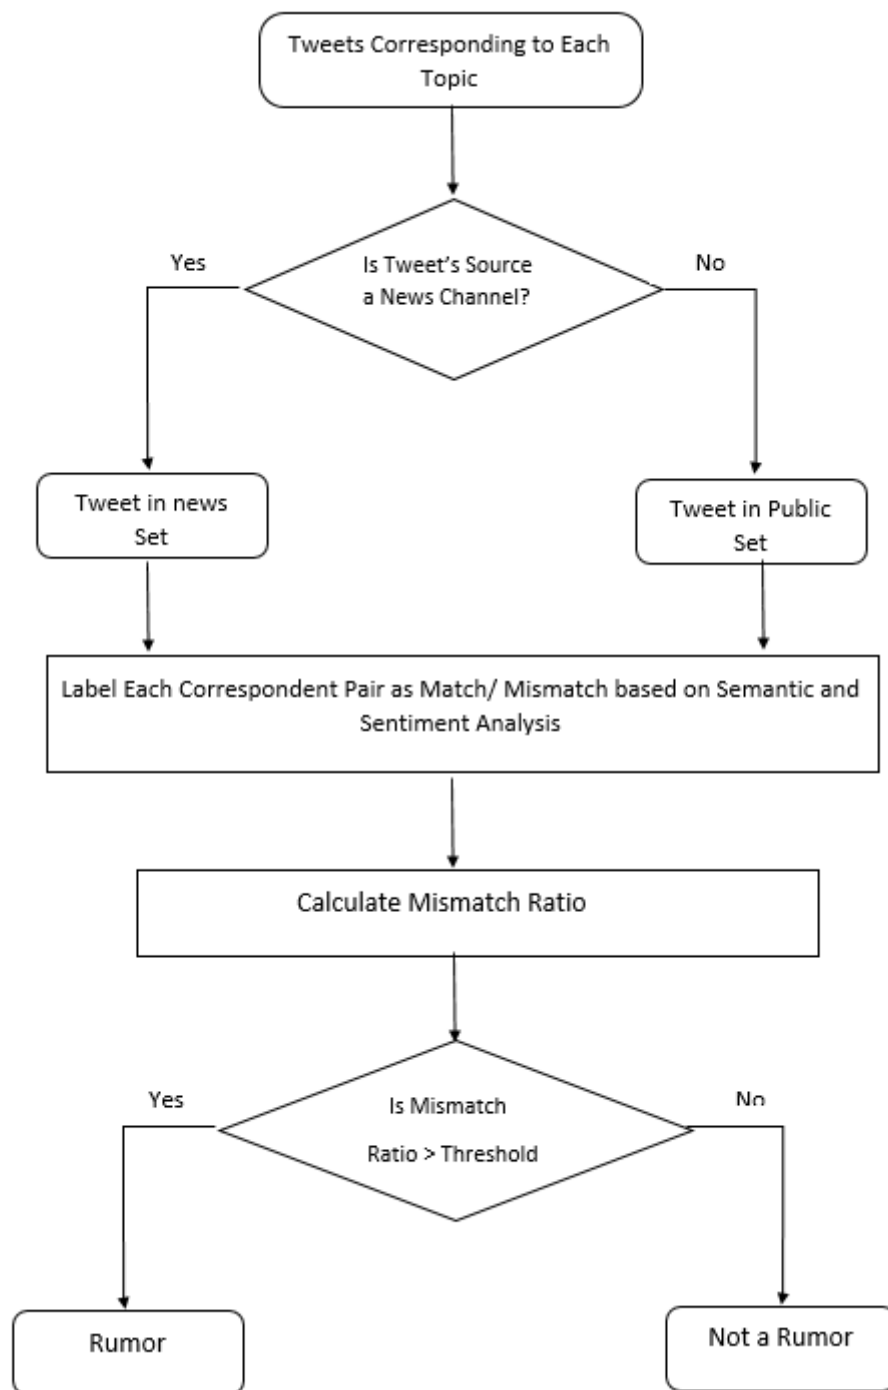 Tweets Corresponding to Each
Topic
Is Tweet's Source
a News Channel?
Yes
No
Tweet in news
Set
Tweet in Public
Set
Label Each Correspondent Pair as Match/ Mismatch based on Semantic and
Sentiment Analysis
Calculate Mismatch Ratio
Is Mismatch
Ratio > Threshold
Yes
No
Rumor
Not a Rumor